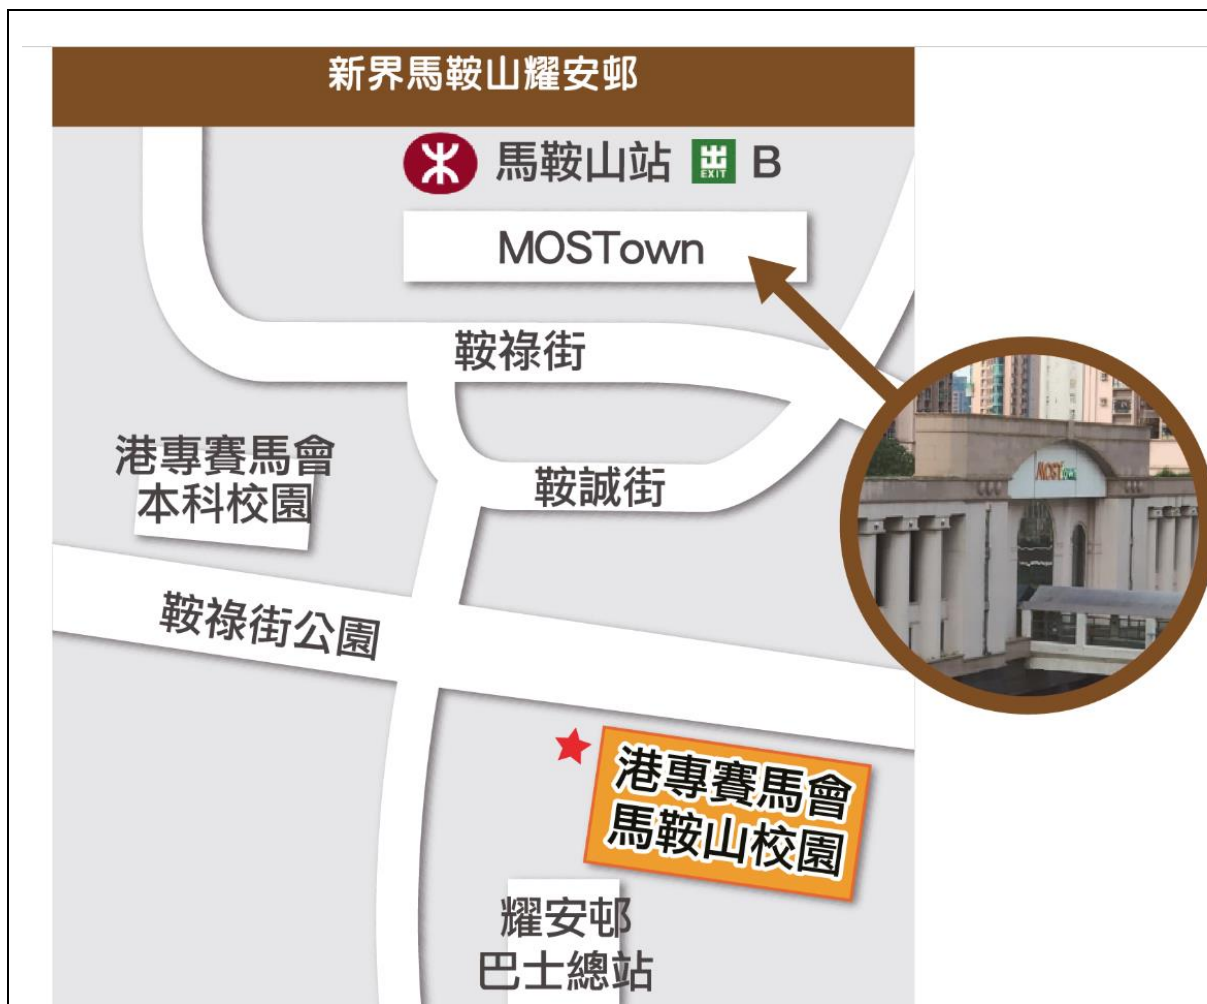 新界馬鞍山耀安邨
馬鞍山站 出 EXIT B
MOSTown
鞍祿街
港專賽馬會
本科校園
鞍誠街
MOSTown
鞍祿街公園
港專賽馬會
馬鞍山校園
耀安邨
巴士總站